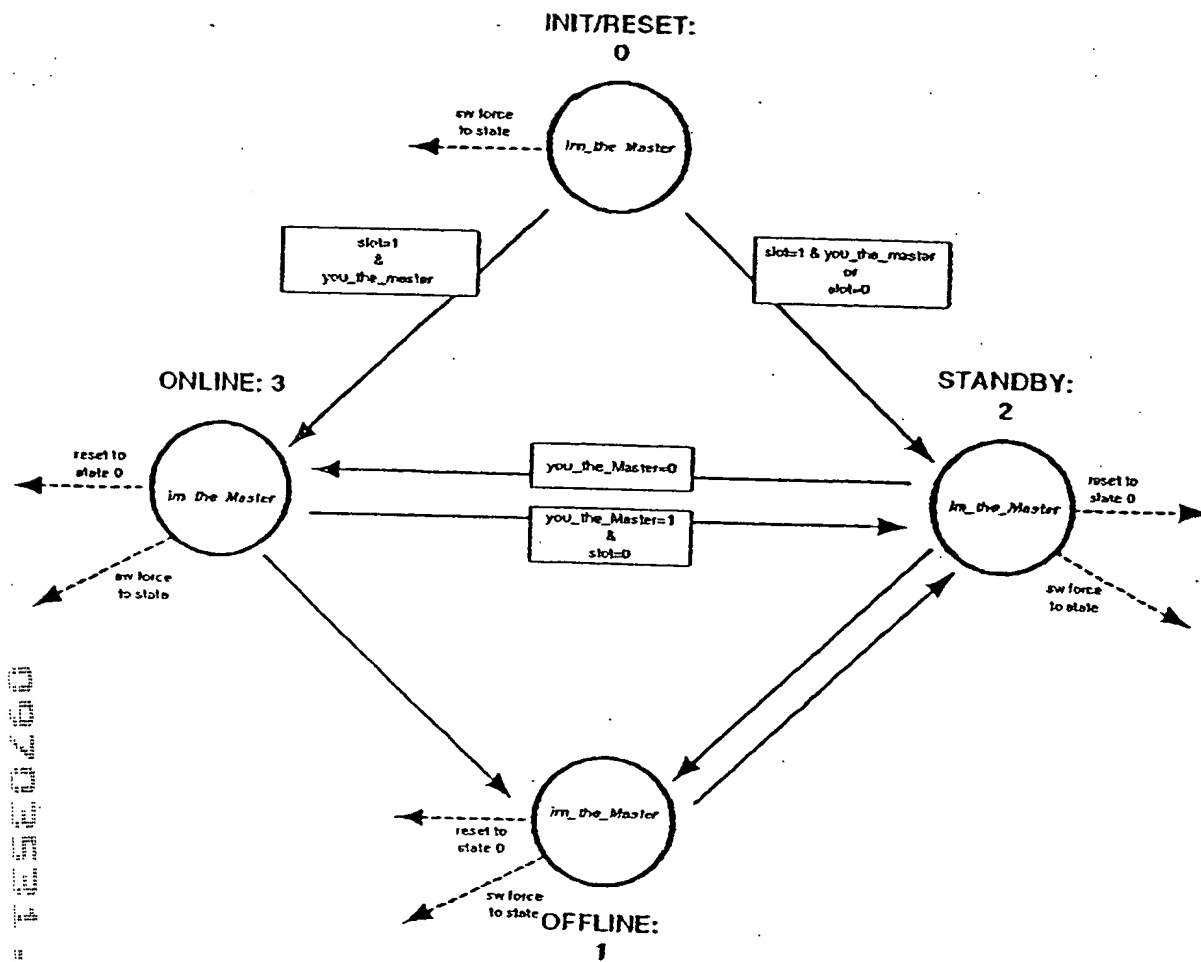 INIT/RESET:
0
sw force
to state
im_the_Master
slot=1
&
you_the_master
slot=1 & you_the_master
or
slot=0
ONLINE: 3
STANDBY:
2
reset to
state 0
im_the_Master
you_the_Master=0
you_the_Master=1
&
slot=0
Im_the_Master
reset to
state 0
sw force
to state
sw force
to state
im_the_Master
reset to
state 0
sw force
to state
OFFLINE:
1